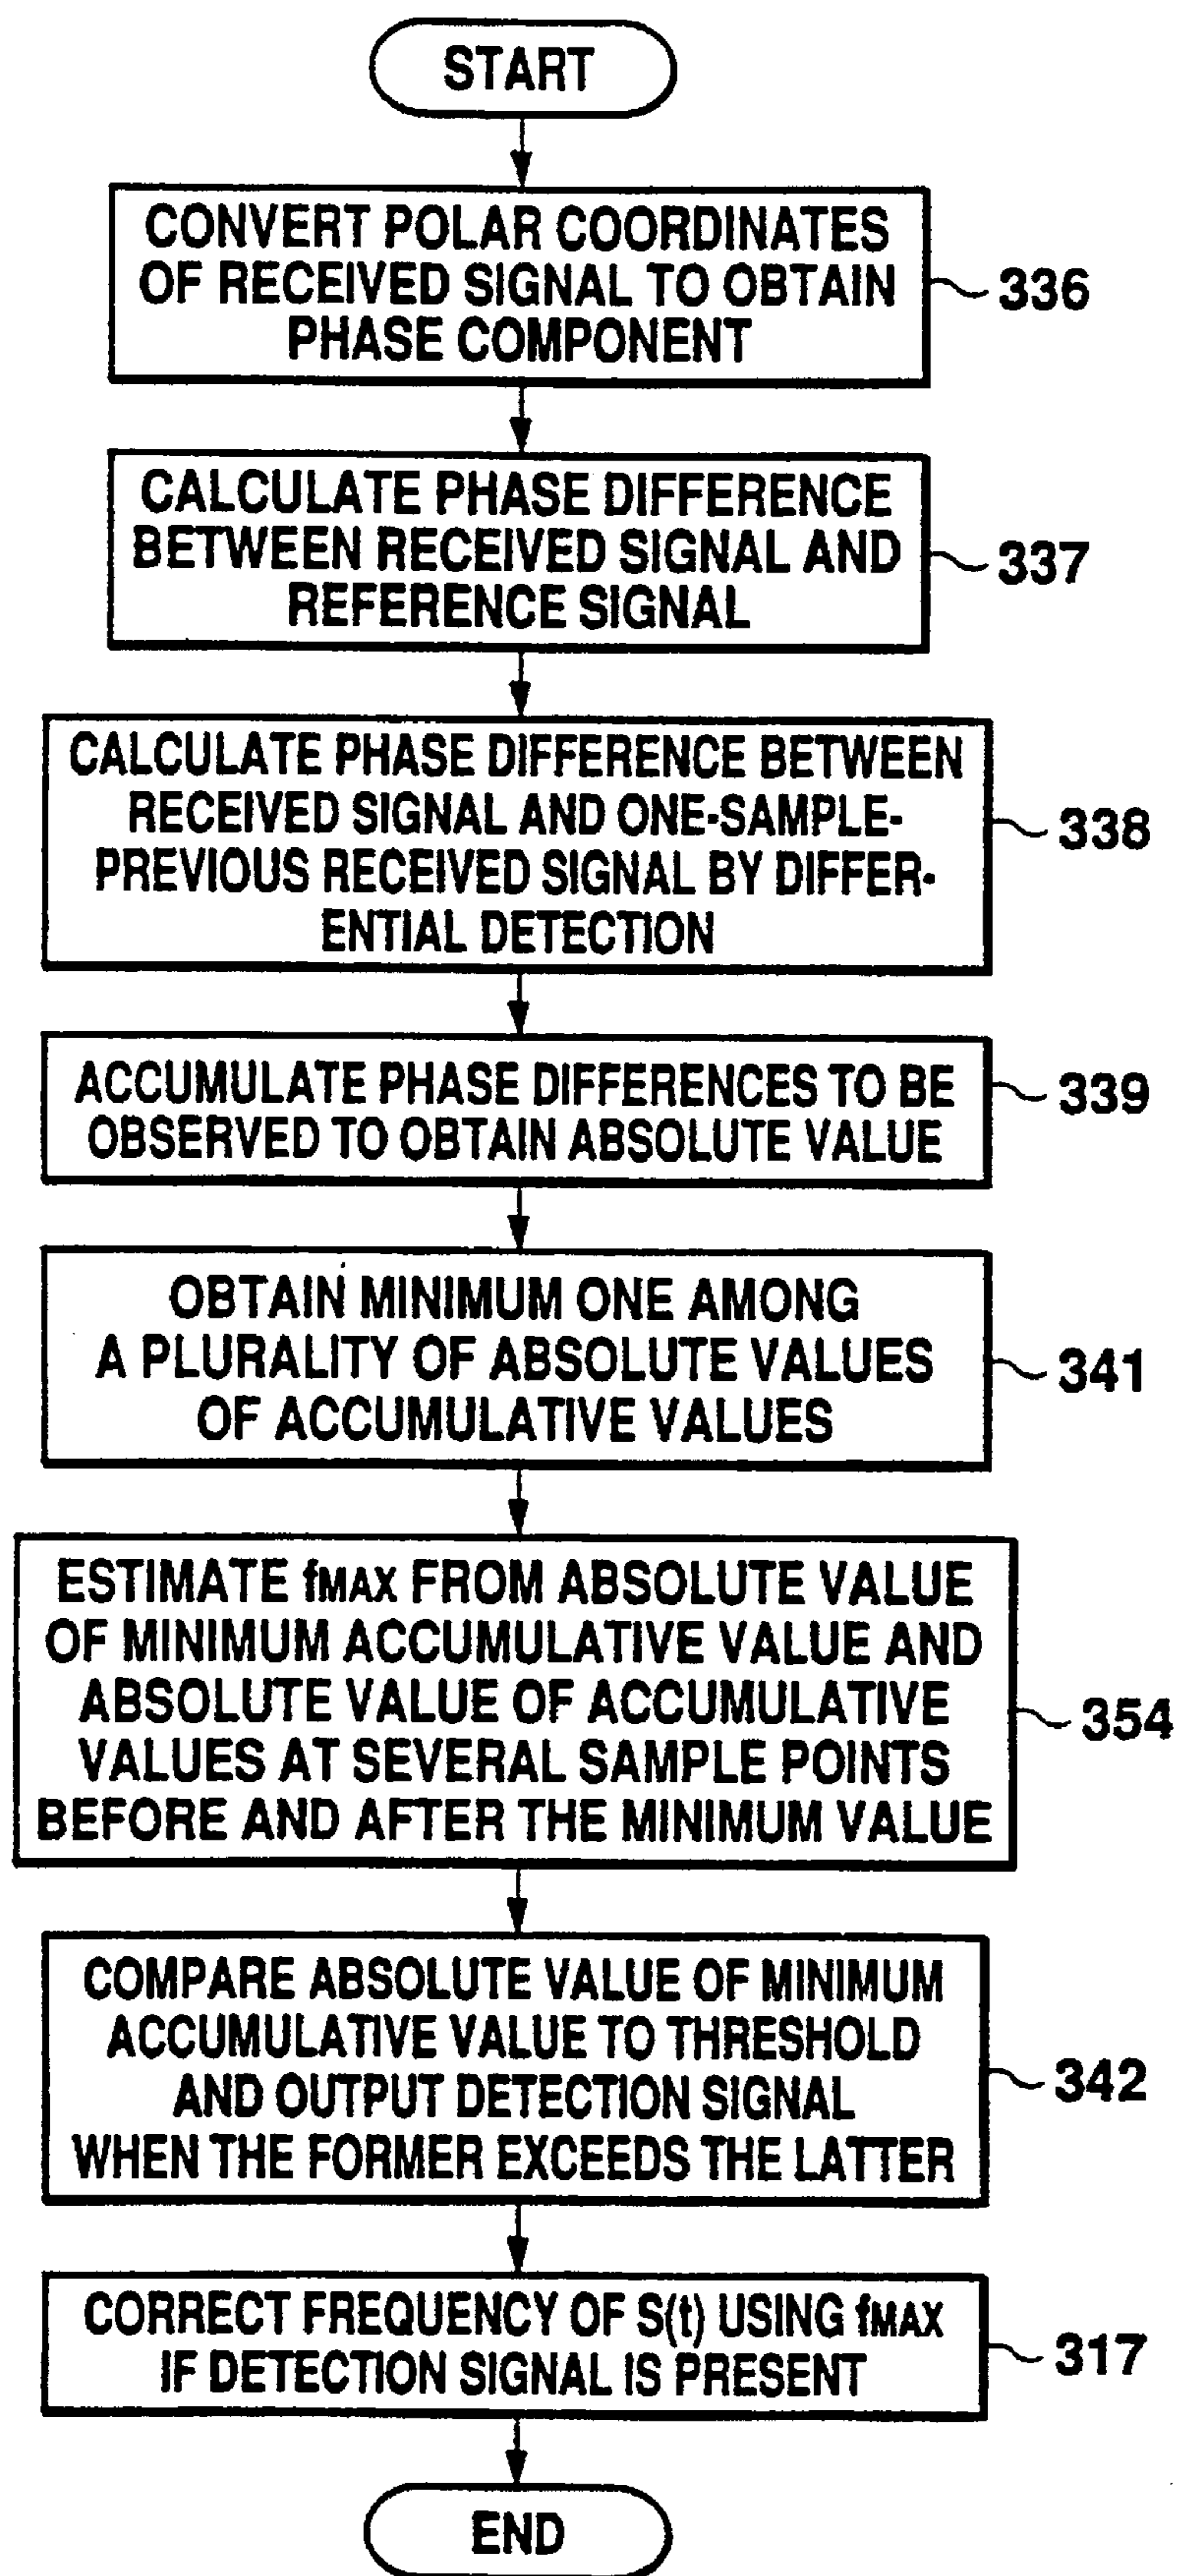 START
CONVERT POLAR COORDINATES
OF RECEIVED SIGNAL TO OBTAIN
PHASE COMPONENT
336
CALCULATE PHASE DIFFERENCE
BETWEEN RECEIVED SIGNAL AND
REFERENCE SIGNAL
337
CALCULATE PHASE DIFFERENCE BETWEEN
RECEIVED SIGNAL AND ONE-SAMPLE-
PREVIOUS RECEIVED SIGNAL BY DIFFER-
ENTIAL DETECTION
338
ACCUMULATE PHASE DIFFERENCES TO BE
OBSERVED TO OBTAIN ABSOLUTE VALUE
339
OBTAIN MINIMUM ONE AMONG
A PLURALITY OF ABSOLUTE VALUES
OF ACCUMULATIVE VALUES
341
ESTIMATE fMAX FROM ABSOLUTE VALUE
OF MINIMUM ACCUMULATIVE VALUE AND
ABSOLUTE VALUE OF ACCUMULATIVE
VALUES AT SEVERAL SAMPLE POINTS
BEFORE AND AFTER THE MINIMUM VALUE
354
COMPARE ABSOLUTE VALUE OF MINIMUM
ACCUMULATIVE VALUE TO THRESHOLD
AND OUTPUT DETECTION SIGNAL
WHEN THE FORMER EXCEEDS THE LATTER
342
CORRECT FREQUENCY OF S(t) USING fMAX
IF DETECTION SIGNAL IS PRESENT
317
END